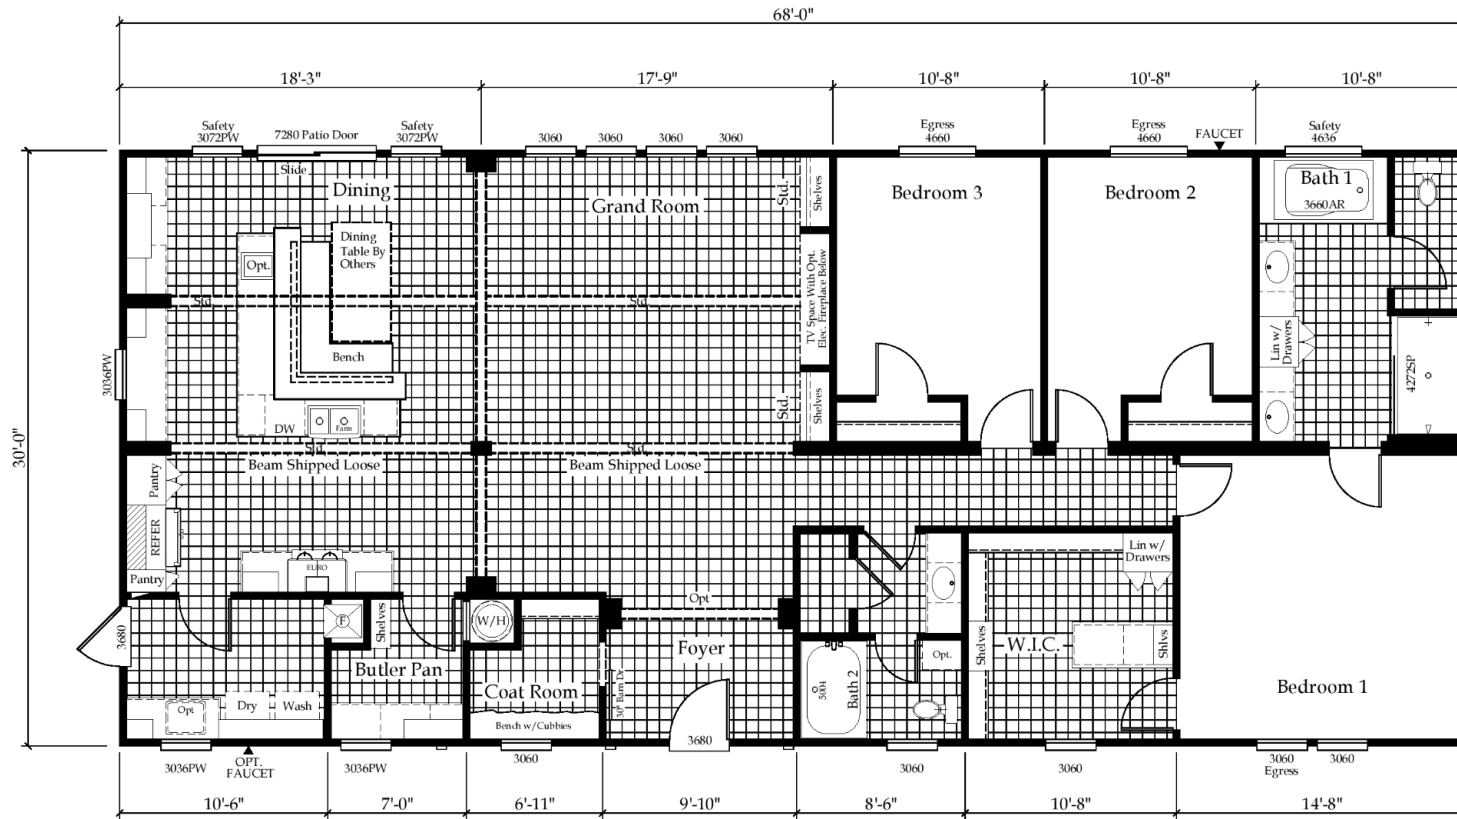 68'-0"
18'-3"
17'-9"
10'-8"
10'-8"
10'-8"
Safety
3072PW
7280 Patio Door
Safety
3072PW
3060
3060
3060
3060
Egress
4660
Egress
4660
FAUCET
Safety
4636
Slide
Dining
Grand Room
Std.
Shelves
Bedroom 3
Bedroom 2
Bath 1
3660AR
Dining
Table By
Others
Opt.
Std.
Std.
TV Space With Opt.
Elec. Fireplace Below
Lin w/
Drawers
3036PW
Bench
4272SP
Std.
Shelves
DW
Farm
Std.
Std.
30'-0"
Beam Shipped Loose
Beam Shipped Loose
Pantry
REFER
EURO
Pantry
Lin w/
Drawers
Opt
3680
F
Shelves
W/H
Foyer
Shelves
W.I.C.
Shlvs
Opt.
Butler Pan
Coat Room
30" Barn Dr
5004
Bath 2
Bedroom 1
Opt
Dry
Wash
Bench w/Cubbies
3680
3036PW
OPT.
FAUCET
3036PW
3060
3060
3060
3060
Egress
3060
10'-6"
7'-0"
6'-11"
9'-10"
8'-6"
10'-8"
14'-8"